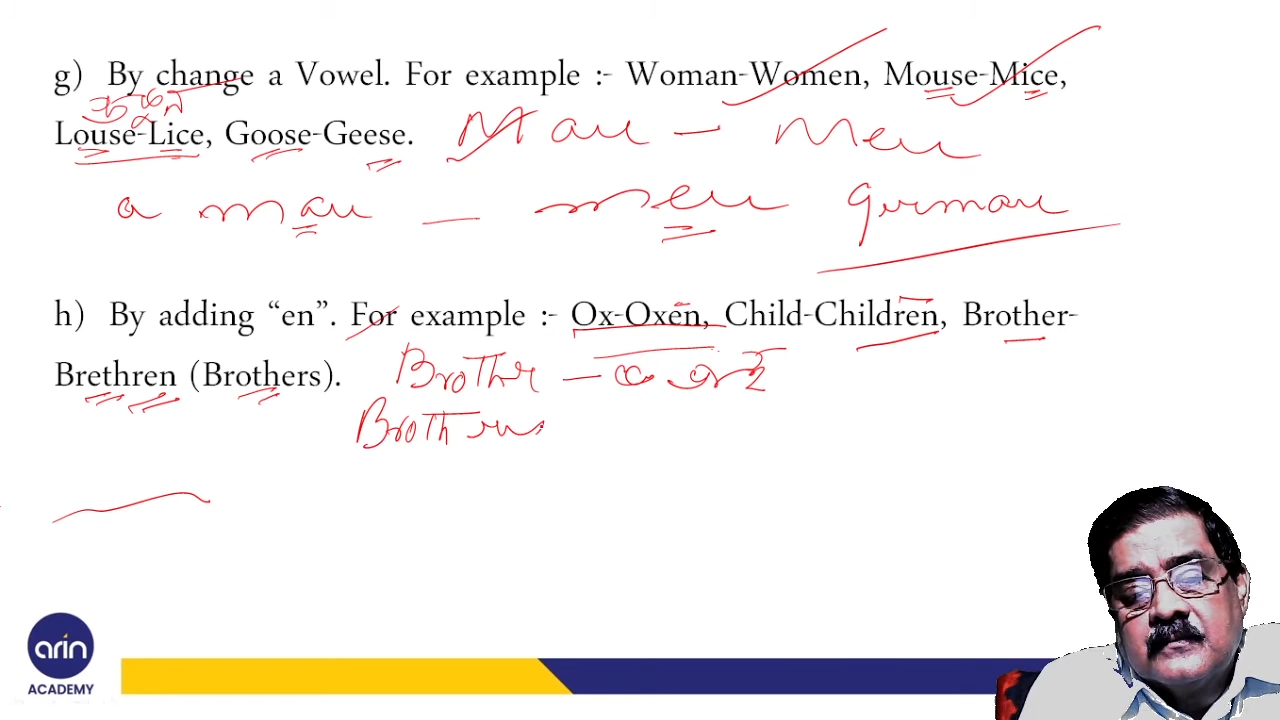 g) By change a Vowel. For example :- Woman-Women, Mouse-Mice,
Louse-Lice, Goose-Geese. Man - Men
a man - men German
h) By adding “en”. For example :- Ox-Oxen, Child-Children, Brother-
Brethren (Brothers). Brother -
Brothers
arin
ACADEMY